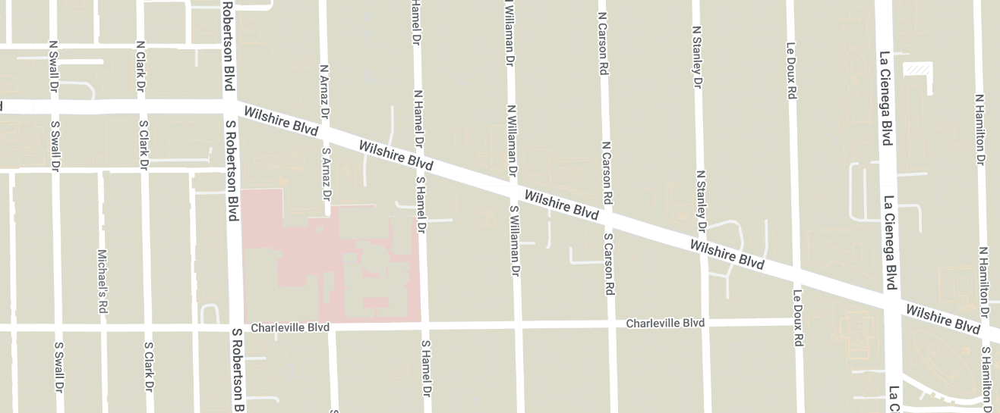 Robertson Blvd
N Hamel Dr
N Willaman Dr
N Carson Rd
N Stanley Dr
Le Doux Rd
N Swall Dr
N Clark Dr
La Cienega Blvd
N Arnaz Dr
N Hamel Dr
N Willaman Dr
N Hamilton Dr
d
Wilshire Blvd
S Swall Dr
S Clark Dr
S Robertson Blvd
Wilshire Blvd
N Carson Rd
S Arnaz Dr
S Hamel Dr
N Stanley Dr
Wilshire Blvd
La Cienega Blvd
S Willaman Dr
S Carson Rd
Wilshire Blvd
Michael's Rd
N Hamilton Dr
Le Doux Rd
Wilshire Blvd
Charleville Blvd
Charleville Blvd
S Robertson B
S Swall Dr
S Clark Dr
S Hamel Dr
S Hamilton D
La Ci
S